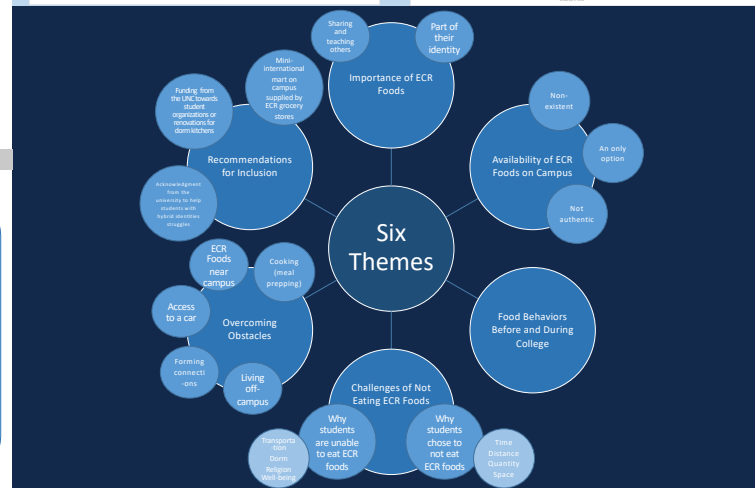 Six
Themes
Importance of ECR
Foods
Sharing
and
teaching
others
Part of
their
identity
Availability of ECR
Foods on Campus
Non-
existent
An only
option
Not
authentic
Food Behaviors
Before and During
College
Challenges of Not
Eating ECR Foods
Why
students
are unable
to eat ECR
foods
Transporta
-tion
Dorm
Religion
Well-being
Why
students
chose to
not eat
ECR foods
Time
Distance
Quantity
Space
Overcoming
Obstacles
ECR
Foods
near
campus
Cooking
(meal
prepping)
Access
to a car
Forming
connecti
-ons
Living
off-
campus
Recommendations
for Inclusion
Mini-
international
mart on
campus
supplied by
ECR grocery
stores
Funding from
the UNC towards
student
organizations or
renovations for
dorm kitchens
Acknowledgment
from the
university to help
students with
hybrid identities
struggles